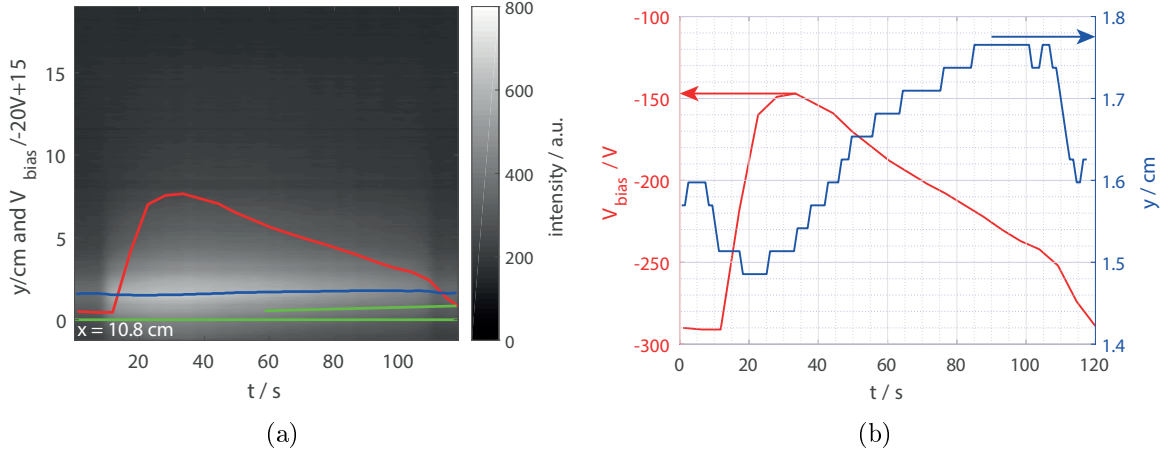 y/cm and V bias /-20V+15
15
10
5
0
x = 10.8 cm
20 40 60 80 100
t / s
800
600
400
200
0
intensity / a.u.
(a)
V bias / V
-100
-150
-200
-250
-300
0 20 40 60 80 100 120
t / s
1.8
1.7
1.6
1.5
1.4
y / cm
(b)